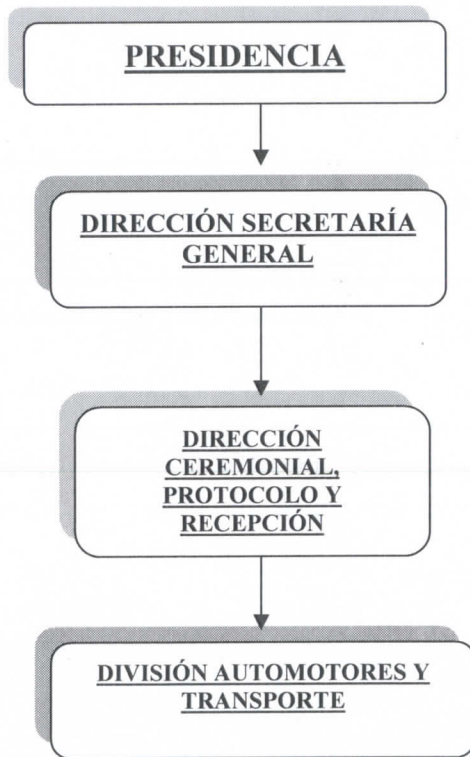 PRESIDENCIA
DIRECCIÓN SECRETARÍA
GENERAL
DIRECCIÓN
CEREMONIAL,
PROTOCOLO Y
RECEPCIÓN
DIVISIÓN AUTOMOTORES Y
TRANSPORTE